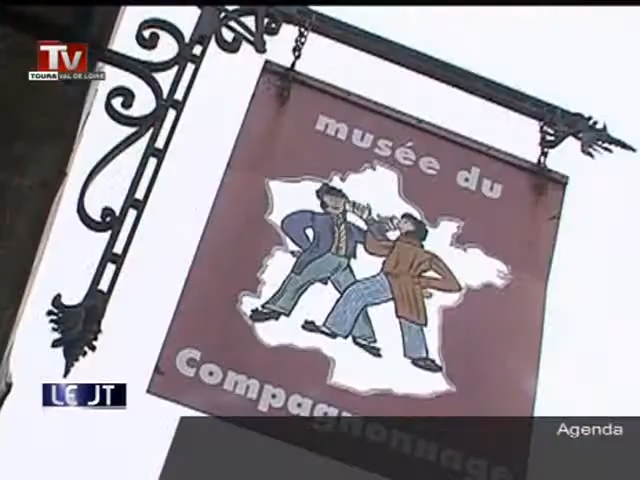 TV
TOURS VAL DE LOIRE
musée du
Compagnonnage
LE JT
Agenda